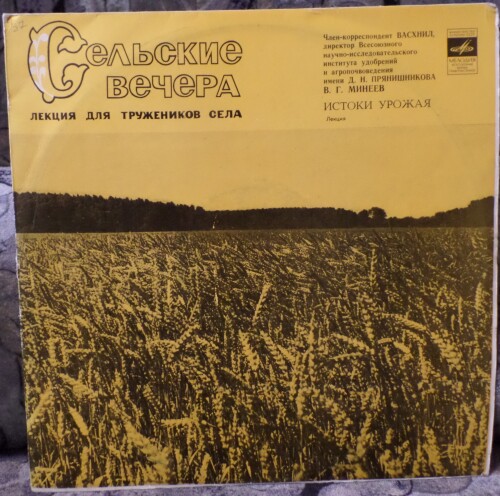 Сельские
вечера
ЛЕКЦИЯ ДЛЯ ТРУЖЕНИКОВ СЕЛА
Член-корреспондент ВАСХНИЛ,
директор Всесоюзного
научно-исследовательского
института удобрений
и агропочвоведения
имени Д. Н. ПРЯНИШНИКОВА
В. Г. МИНЕЕВ
ИСТОКИ УРОЖАЯ
Лекция
МЕЛОДИЯ